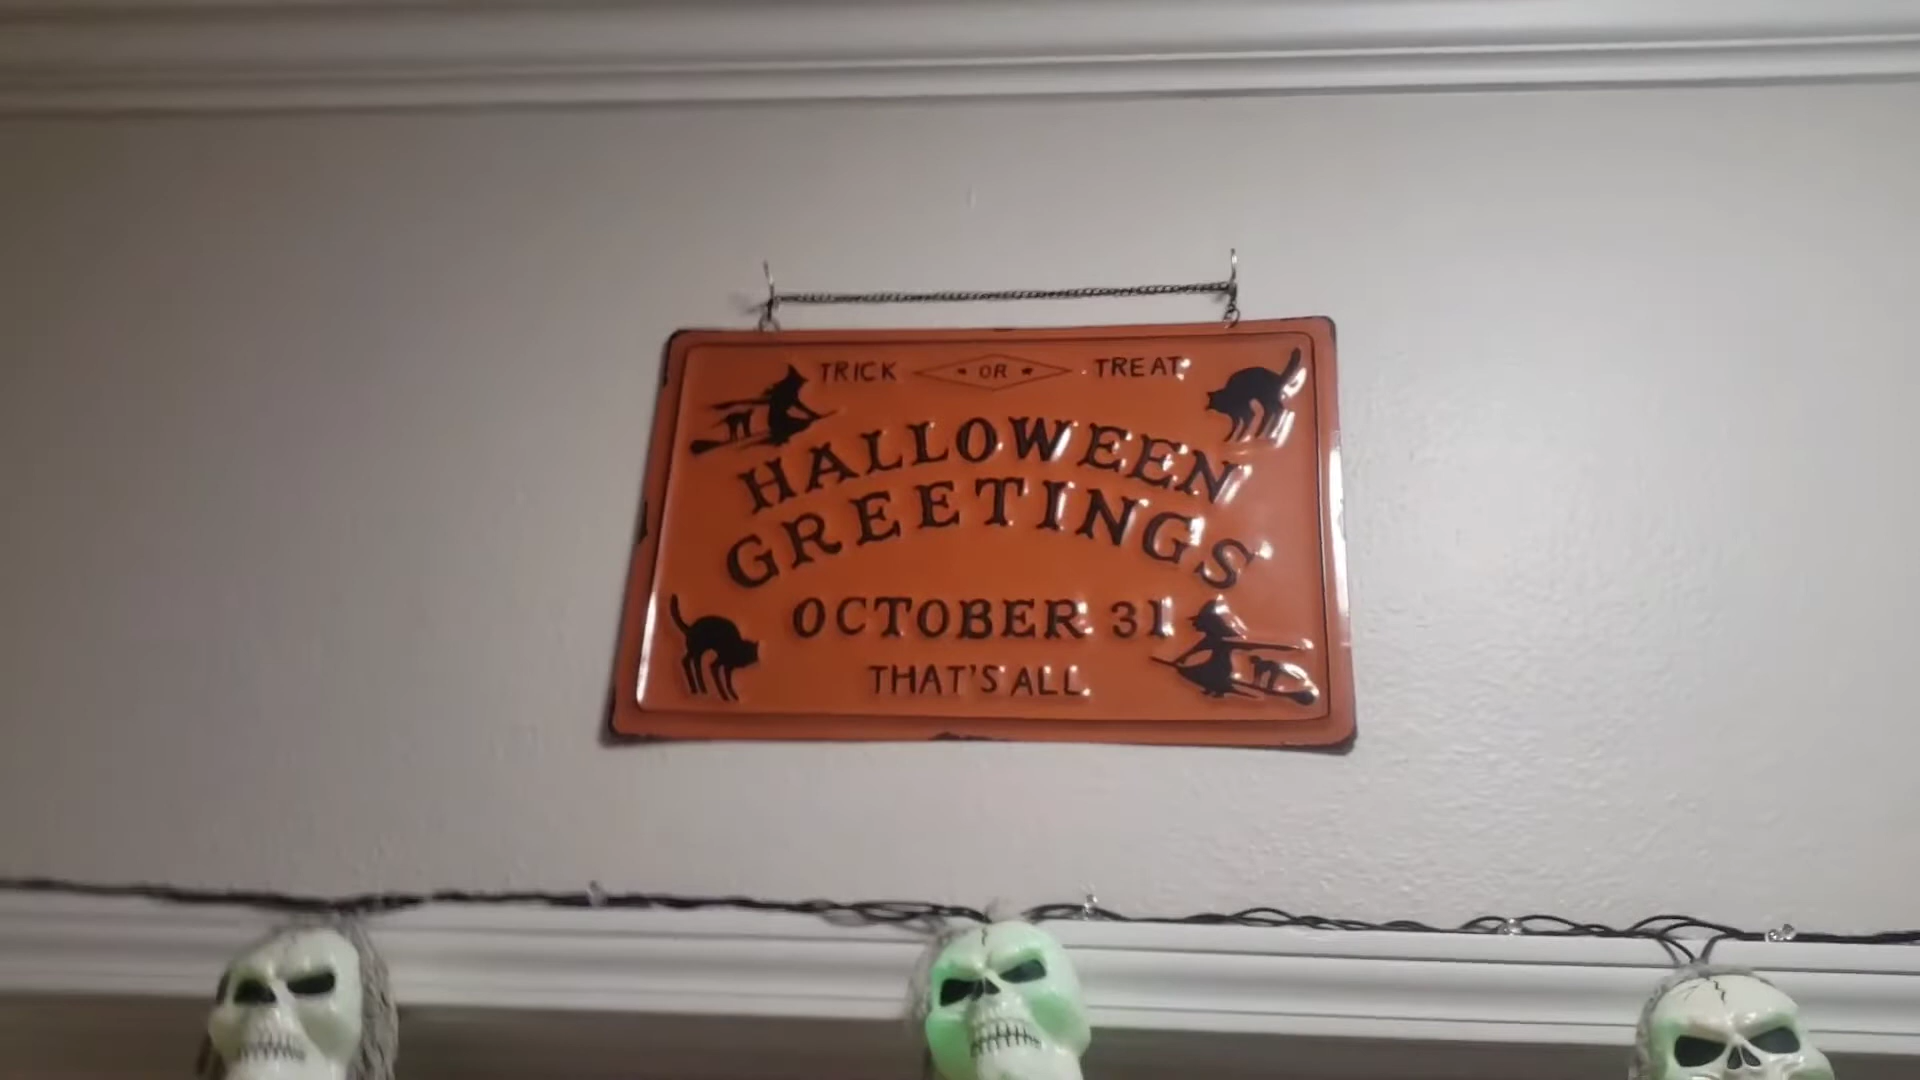 TRICK OR TREAT
HALLOWEEN
GREETINGS
OCTOBER 31
THAT'S ALL